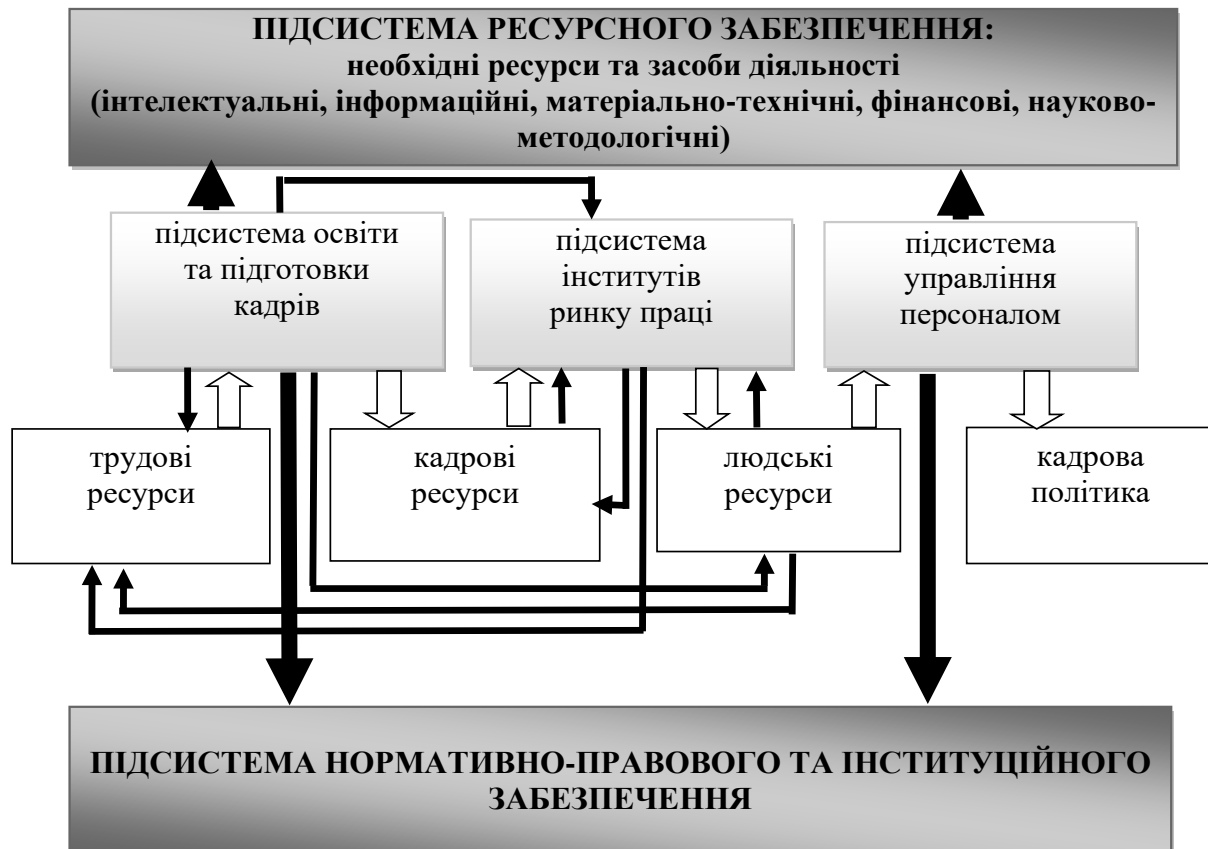 ПІДСИСТЕМА РЕСУРСНОГО ЗАБЕЗПЕЧЕННЯ:
необхідні ресурси та засоби діяльності
(інтелектуальні, інформаційні, матеріально-технічні, фінансові, науково-
методологічні)
підсистема освіти
та підготовки
кадрів
підсистема
інститутів
ринку праці
підсистема
управління
персоналом
трудові
ресурси
кадрові
ресурси
людські
ресурси
кадрова
політика
ПІДСИСТЕМА НОРМАТИВНО-ПРАВОВОГО ТА ІНСТИТУЦІЙНОГО
ЗАБЕЗПЕЧЕННЯ